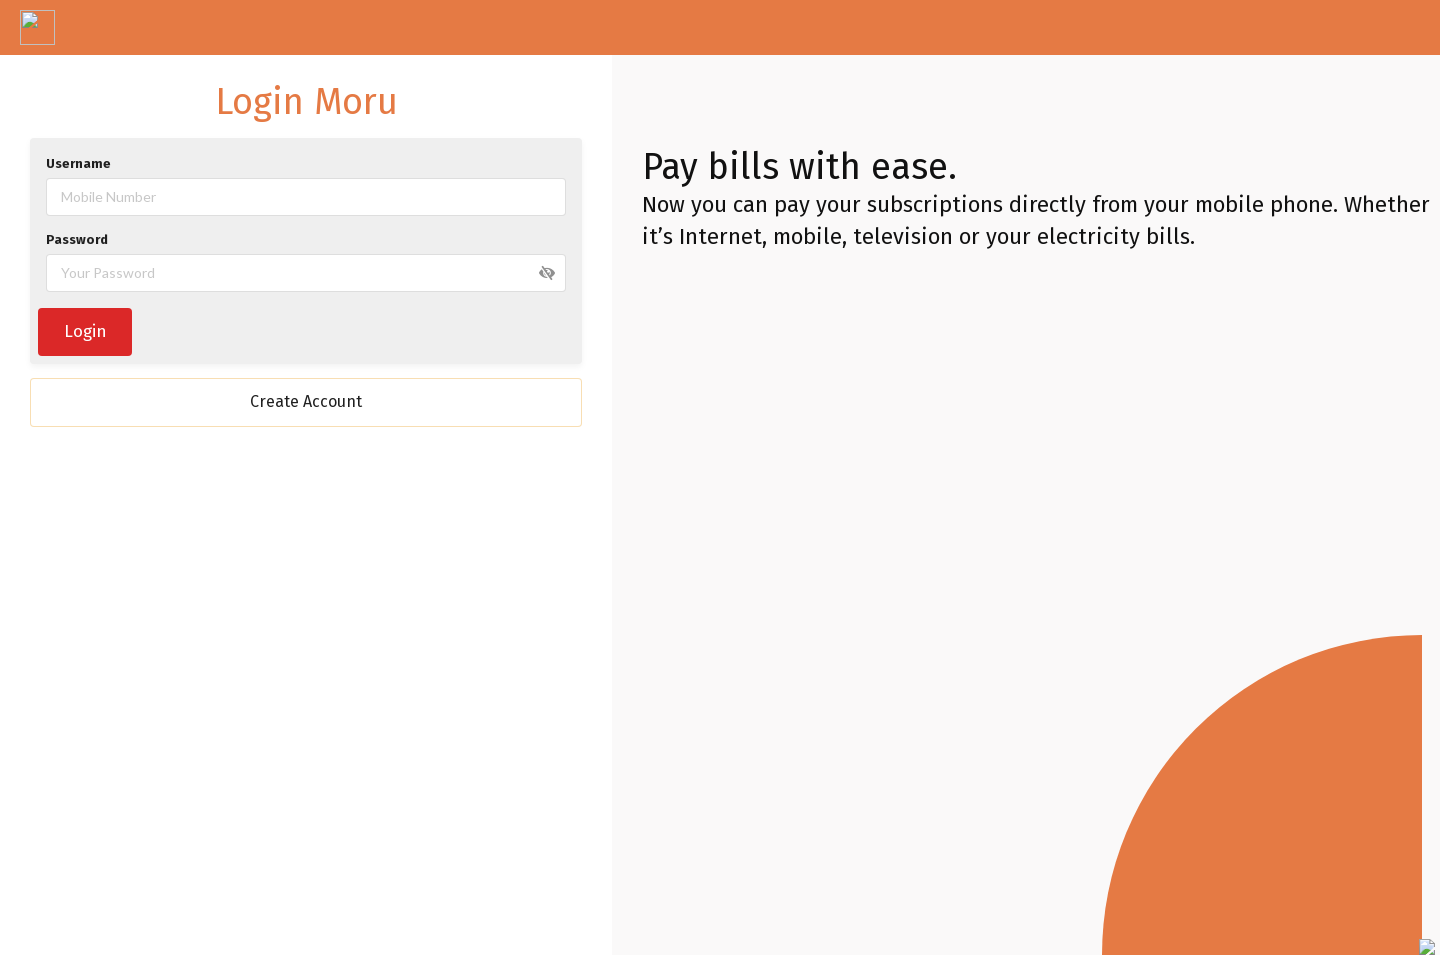 Login Moru
Username
Mobile Number
Password
Your Password
Login
Create Account
Pay bills with ease.
Now you can pay your subscriptions directly from your mobile phone. Whether
it’s Internet, mobile, television or your electricity bills.